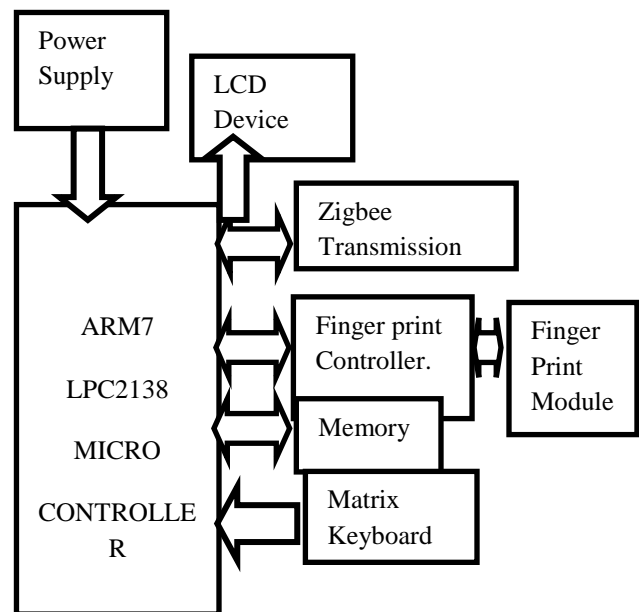 Power
Supply
LCD
Device
Zigbee
Transmission
ARM7
LPC2138
MICRO
CONTROLLE
R
Finger print
Controller.
Finger
Print
Module
Memory
Matrix
Keyboard